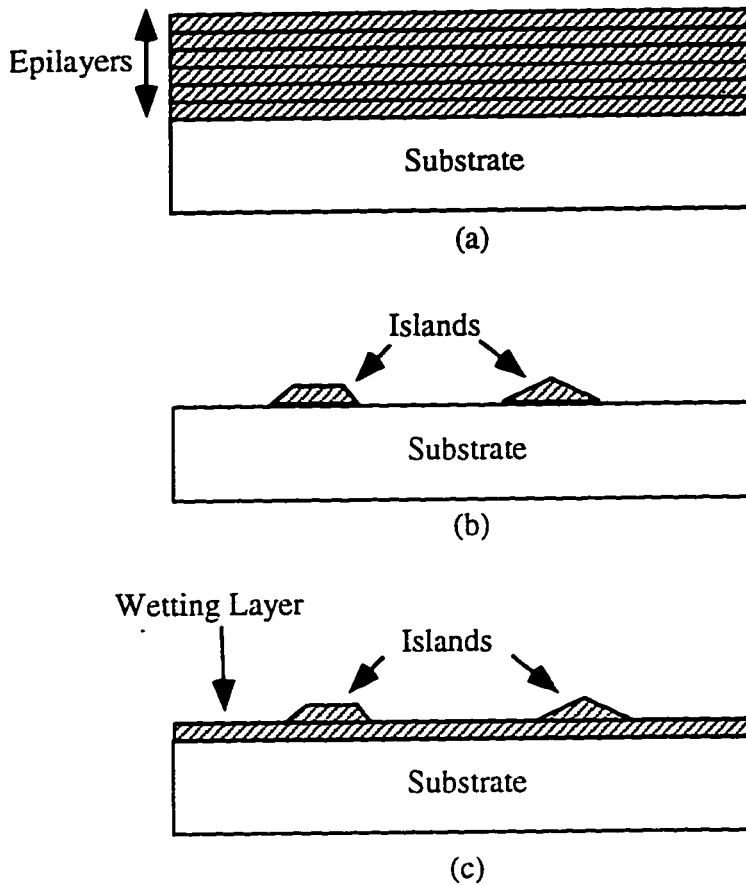 Epilayers
Substrate
(a)
Islands
Substrate
(b)
Wetting Layer
Islands
Substrate
(c)